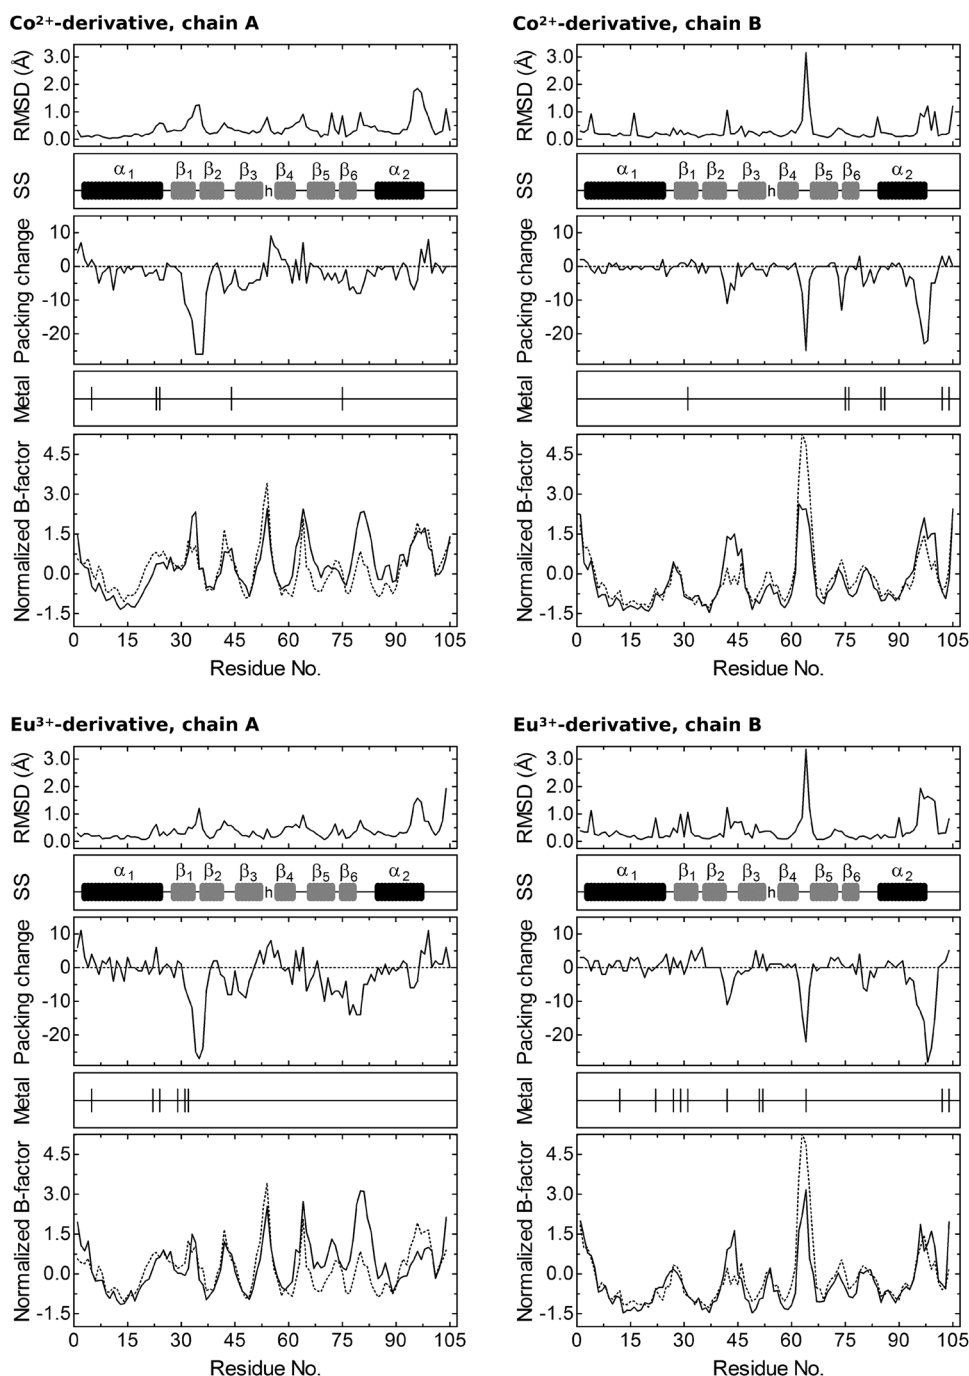 Co²⁺-derivative, chain A
RMSD (Å)
3.0
1.5
0.0
SS
α₁ β₁ β₂ β₃ h β₄ β₅ β₆ α₂
Packing change
10
0
-10
-20
Metal
Normalized B-factor
4.5
3.0
1.5
0.0
-1.5
0 15 30 45 60 75 90 105
Residue No.
Co²⁺-derivative, chain B
RMSD (Å)
3.0
1.5
0.0
SS
α₁ β₁ β₂ β₃ h β₄ β₅ β₆ α₂
Packing change
10
0
-10
-20
Metal
Normalized B-factor
4.5
3.0
1.5
0.0
-1.5
0 15 30 45 60 75 90 105
Residue No.
Eu³⁺-derivative, chain A
RMSD (Å)
3.0
2.0
1.0
0.0
SS
α₁ β₁ β₂ β₃ h β₄ β₅ β₆ α₂
Packing change
10
0
-10
-20
Metal
Normalized B-factor
4.5
3.0
1.5
0.0
-1.5
0 15 30 45 60 75 90 105
Residue No.
Eu³⁺-derivative, chain B
RMSD (Å)
3.0
2.0
1.0
0.0
SS
α₁ β₁ β₂ β₃ h β₄ β₅ β₆ α₂
Packing change
10
0
-10
-20
Metal
Normalized B-factor
4.5
3.0
1.5
0.0
-1.5
0 15 30 45 60 75 90 105
Residue No.